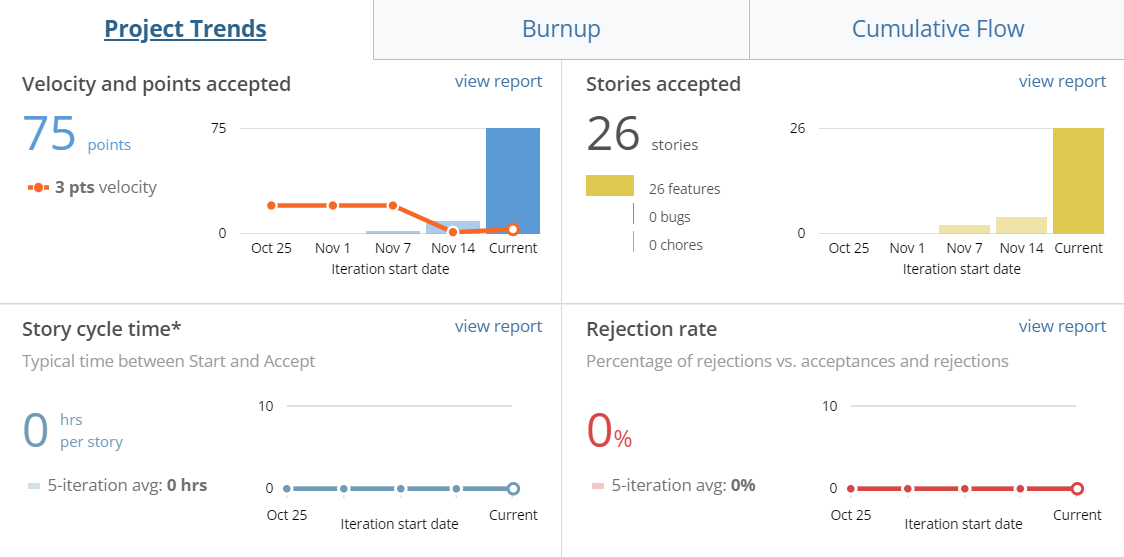 Project Trends
Burnup
Cumulative Flow
Velocity and points accepted
view report
75 points
3 pts velocity
75
0
Oct 25 Nov 1 Nov 7 Nov 14 Current
Iteration start date
Stories accepted
view report
26 stories
26 features
0 bugs
0 chores
26
0
Oct 25 Nov 1 Nov 7 Nov 14 Current
Iteration start date
Story cycle time*
view report
Typical time between Start and Accept
0 hrs
per story
5-iteration avg: 0 hrs
10
0
Oct 25 Current
Iteration start date
Rejection rate
view report
Percentage of rejections vs. acceptances and rejections
0%
5-iteration avg: 0%
10
0
Oct 25 Current
Iteration start date